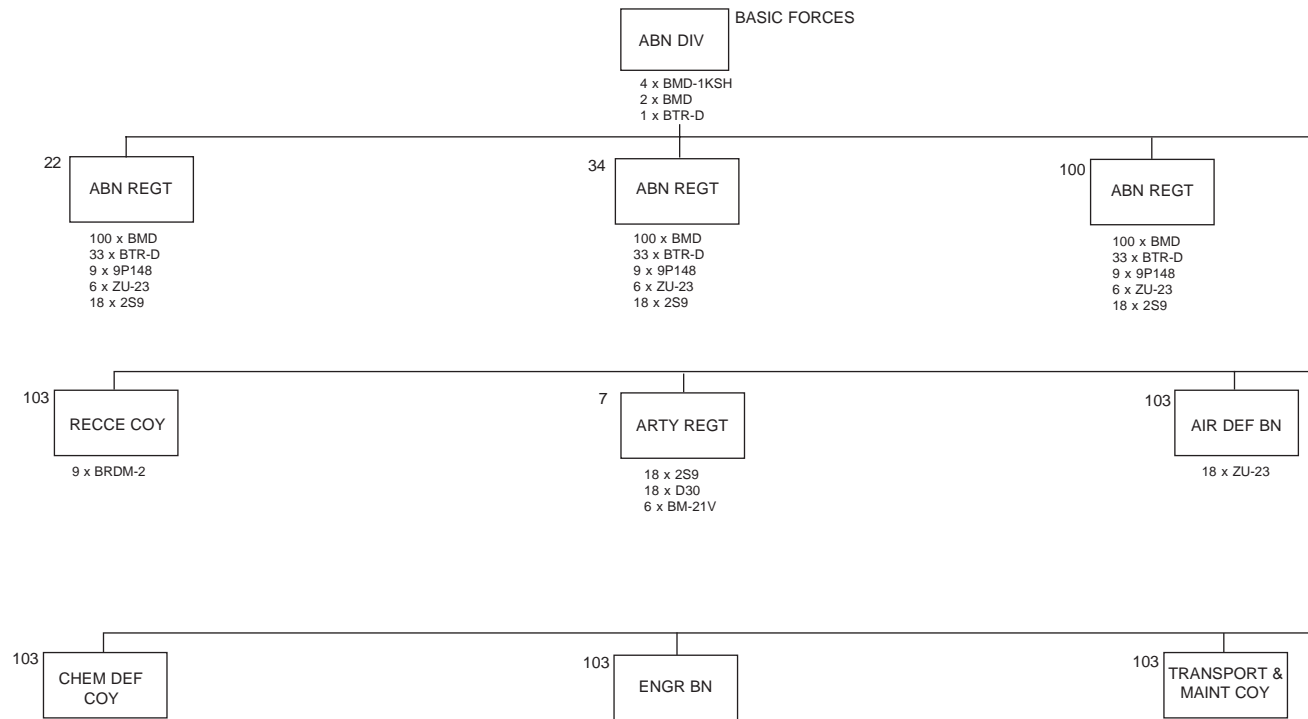 BASIC FORCES
ABN DIV
4 x BMD-1KSH
2 x BMD
1 x BTR-D
22
ABN REGT
100 x BMD
33 x BTR-D
9 x 9P148
6 x ZU-23
18 x 2S9
34
ABN REGT
100 x BMD
33 x BTR-D
9 x 9P148
6 x ZU-23
18 x 2S9
100
ABN REGT
100 x BMD
33 x BTR-D
9 x 9P148
6 x ZU-23
18 x 2S9
103
RECCE COY
9 x BRDM-2
7
ARTY REGT
18 x 2S9
18 x D30
6 x BM-21V
103
AIR DEF BN
18 x ZU-23
103
CHEM DEF
COY
103
ENGR BN
103
TRANSPORT &
MAINT COY